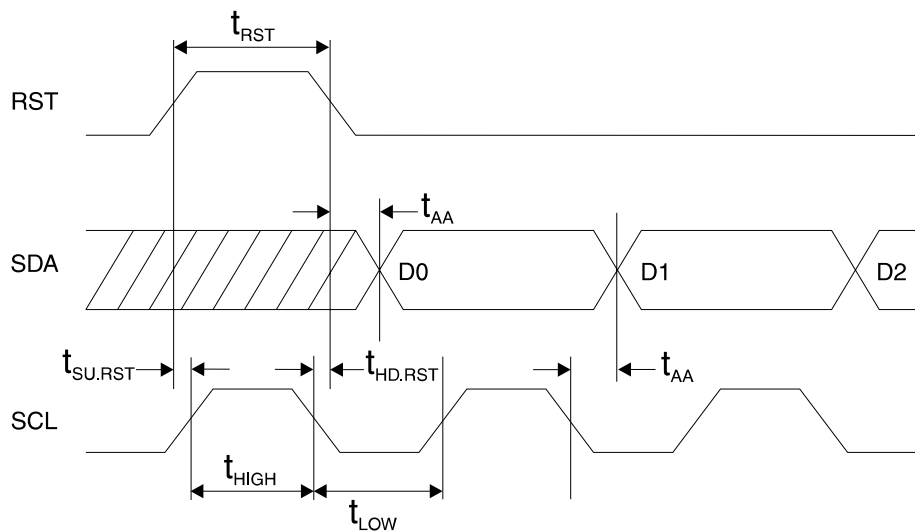 tRST
RST
tAA
SDA
D0
D1
D2
tSU.RST
tHD.RST
tAA
SCL
tHIGH
tLOW